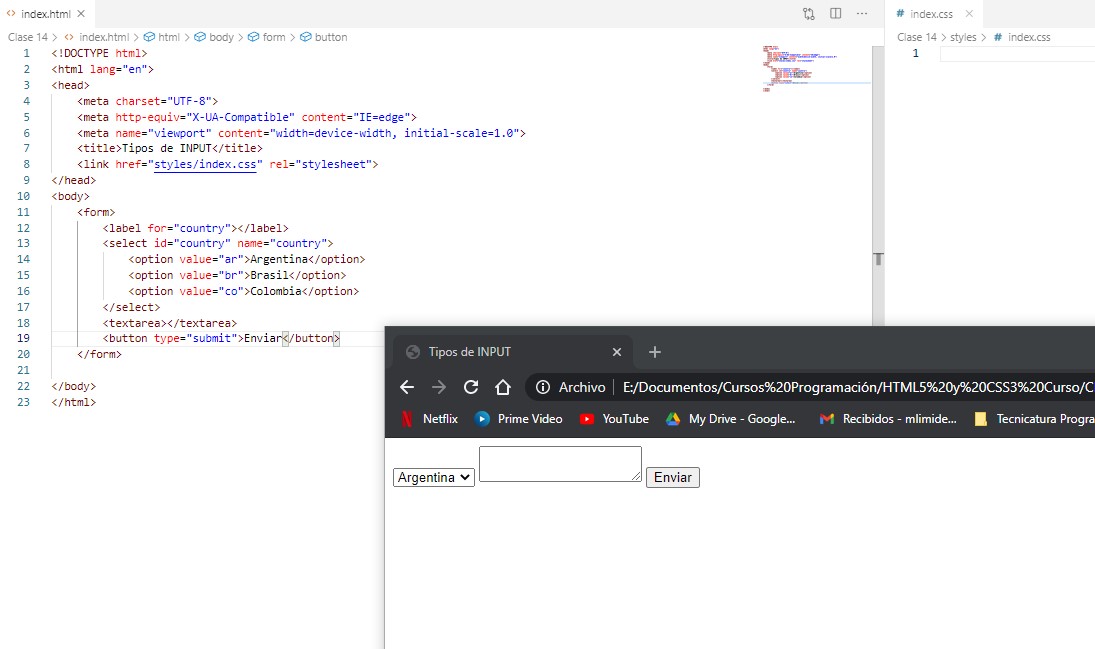 index.html
Clase 14 > index.html > html > body > form > button
1 <!DOCTYPE html>
2 <html lang="en">
3 <head>
4 <meta charset="UTF-8">
5 <meta http-equiv="X-UA-Compatible" content="IE=edge">
6 <meta name="viewport" content="width=device-width, initial-scale=1.0">
7 <title>Tipos de INPUT</title>
8 <link href="styles/index.css" rel="stylesheet">
9 </head>
10 <body>
11 <form>
12 <label for="country"></label>
13 <select id="country" name="country">
14 <option value="ar">Argentina</option>
15 <option value="br">Brasil</option>
16 <option value="co">Colombia</option>
17 </select>
18 <textarea></textarea>
19 <button type="submit">Enviar</button>
20 </form>
21
22 </body>
23 </html>
# index.css
Clase 14 > styles > # index.css
1
Tipos de INPUT
Archivo | E:/Documentos/Cursos%20Programación/HTML5%20y%20CSS3%20Curso/C
Netflix Prime Video YouTube My Drive - Google... Recibidos - mlimide... Tecnicatura Progra
Argentina Enviar